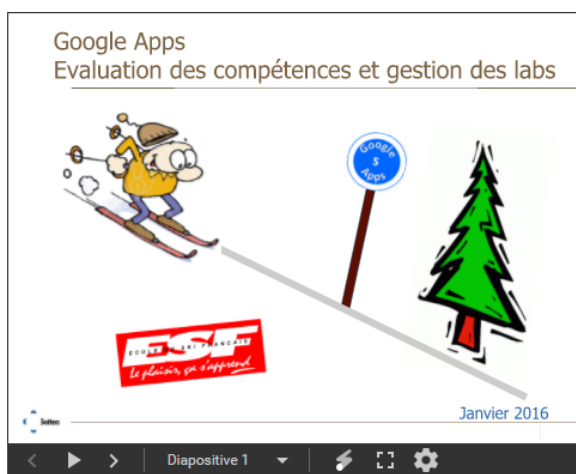 Google Apps
Evaluation des compétences et gestion des labs
Google
5
Apps
ECOLE DU SKI FRANÇAIS
ESF
Le plaisir, ça s'apprend
Soitec
Janvier 2016
Diapositive 1